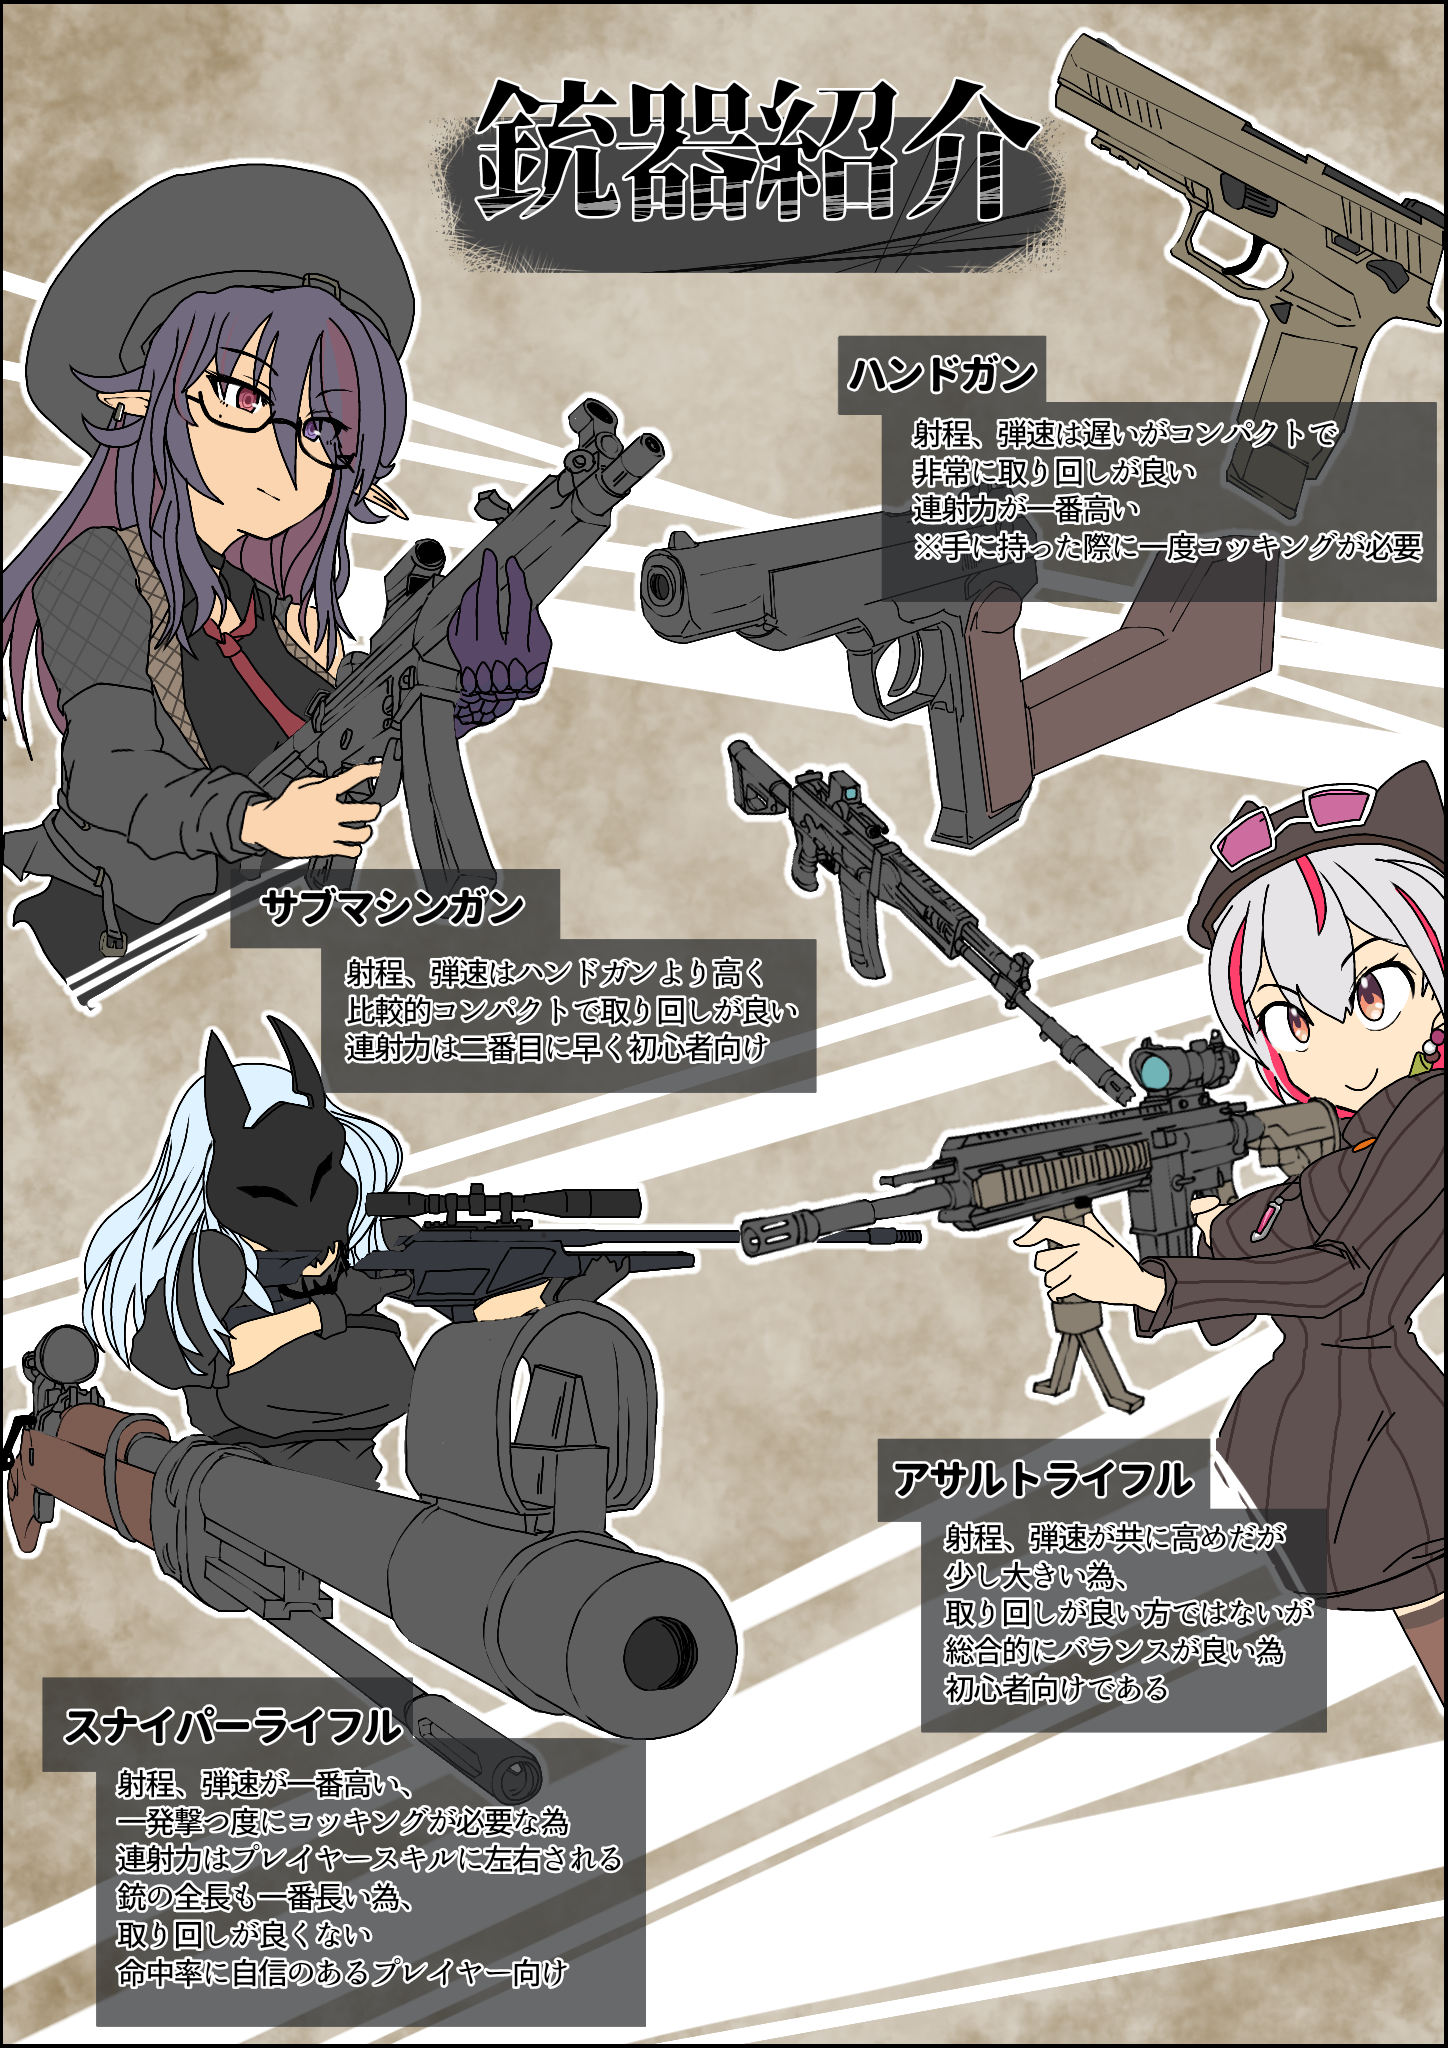 銃器紹介
ハンドガン
射程、弾速は遅いがコンパクトで
非常に取り回しが良い
連射力が一番高い
※手に持った際に一度コッキングが必要
サブマシンガン
射程、弾速はハンドガンより高く
比較的コンパクトで取り回しが良い
連射力は二番目に早く初心者向け
アサルトライフル
射程、弾速が共に高めだが
少し大きい為、
取り回しが良い方ではないが
総合的にバランスが良い為
初心者向けである
スナイパーライフル
射程、弾速が一番高い、
一発撃つ度にコッキングが必要な為
連射力はプレイヤースキルに左右される
銃の全長も一番長い為、
取り回しが良くない
命中率に自信のあるプレイヤー向け